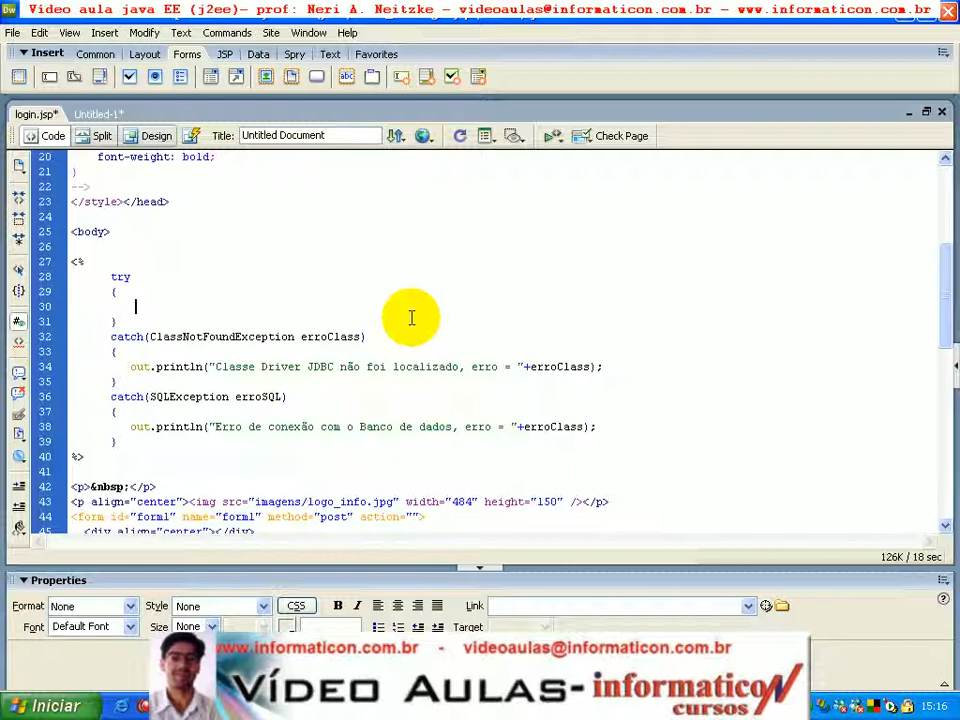 Video aula java EE (j2ee)- prof: Neri A. Neitzke - videoaulas@informaticon.com.br - www.informaticon.com.br
Dw
File Edit View Insert Modify Text Commands Site Window Help
Insert Common Layout Forms JSP Data Spry Text Favorites
login.jsp* Untitled-1*
Code Split Design Title: Untitled Document Check Page
20 font-weight: bold;
21 }
22 -->
23 </style></head>
24
25 <body>
26
27 <%
28 try
29 {
30
31 }
32 catch(ClassNotFoundException erroClass)
33 {
34 out.println("Classe Driver JDBC não foi localizado, erro = "+erroClass);
35 }
36 catch(SQLException erroSQL)
37 {
38 out.println("Erro de conexão com o Banco de dados, erro = "+erroClass);
39 }
40 %>
41
42 <p>&nbsp;</p>
43 <p align="center"><img src="imagens/logo_info.jpg" width="484" height="150" /></p>
44 <form id="form1" name="form1" method="post" action="">
45 <div align="center"></div>
126K / 18 sec
Properties
Format None Style None CSS B I Link
Font Default Font Size None Target
www.informaticon.com.br - videoaulas@informaticon.com.br
Vídeo Aulas- informaticon
cursos
Iniciar 15:16